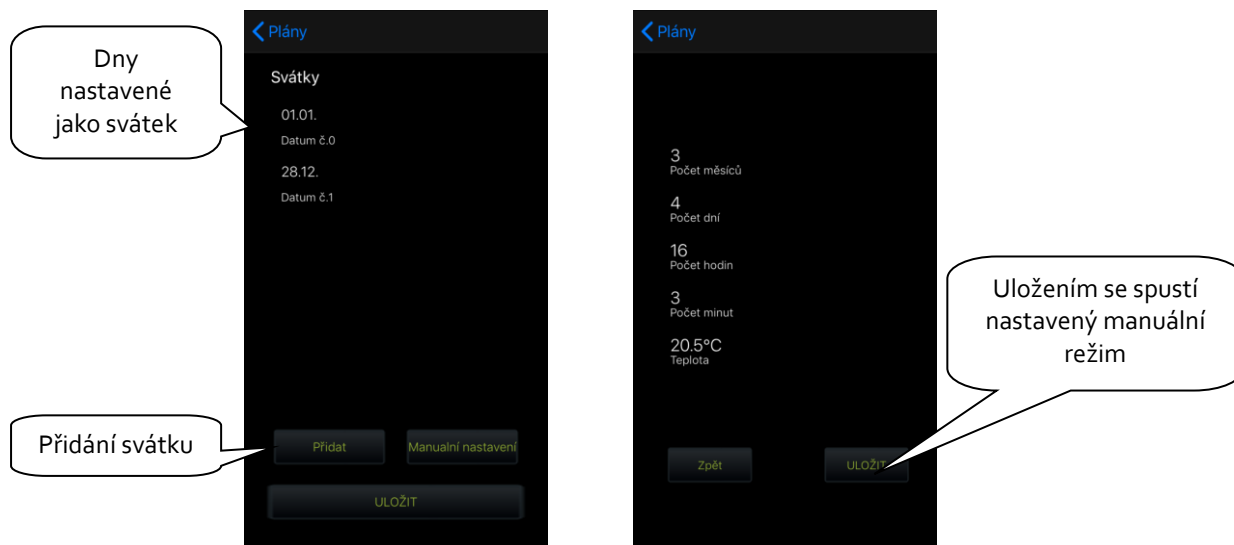 Dny
nastavené
jako svátek
Plány
Svátky
01.01.
Datum č.0
28.12.
Datum č.1
Přidání svátku
Přidat
Manualní nastavení
ULOŽIT
Plány
3
Počet měsíců
4
Počet dní
16
Počet hodin
3
Počet minut
20.5°C
Teplota
Zpět
ULOŽIT
Uložením se spustí
nastavený manuální
režim